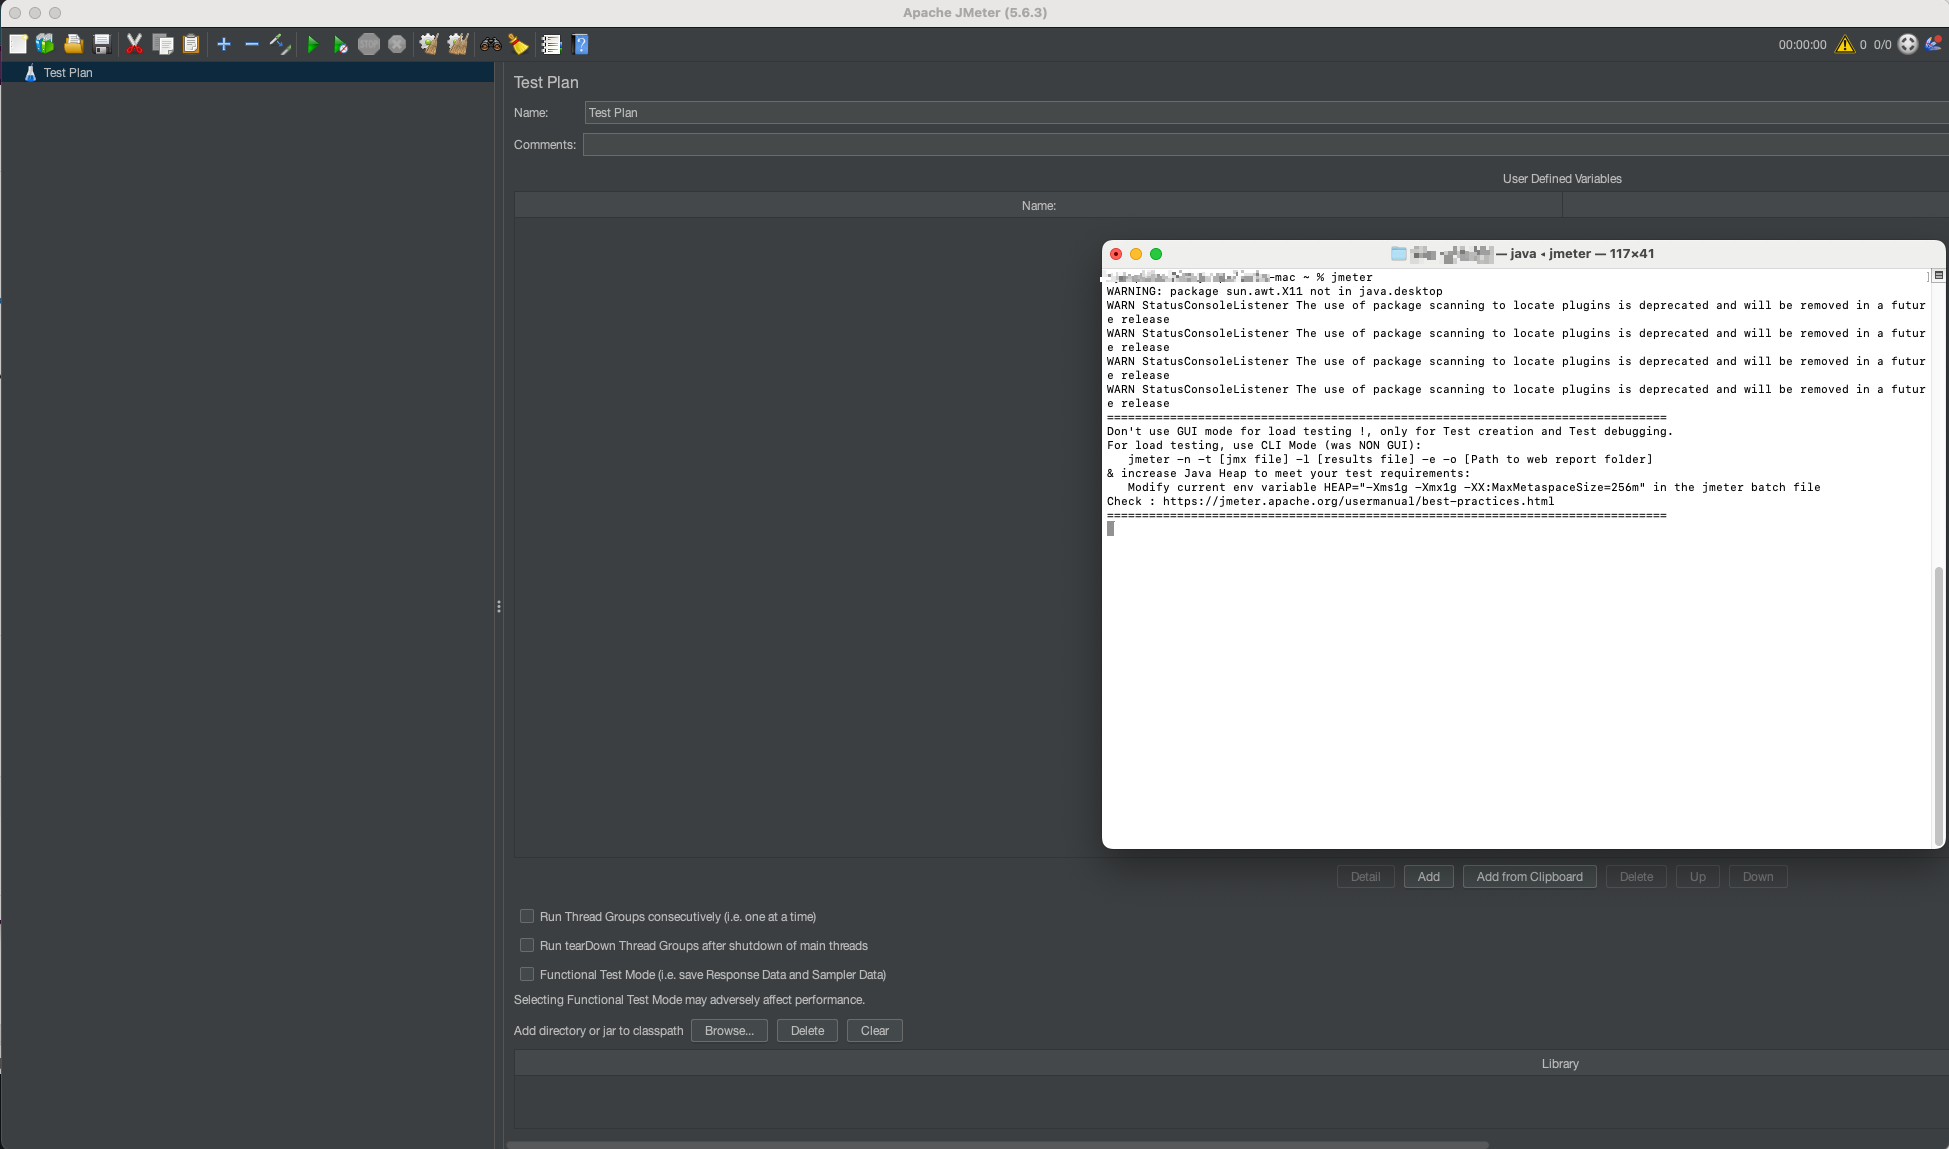 Apache JMeter (5.6.3)
STOP
00:00:00 0 0/0
Test Plan
Test Plan
Name: Test Plan
Comments:
User Defined Variables
Name:
— java ◂ jmeter — 117×41
-mac ~ % jmeter
WARNING: package sun.awt.X11 not in java.desktop
WARN StatusConsoleListener The use of package scanning to locate plugins is deprecated and will be removed in a futur
e release
WARN StatusConsoleListener The use of package scanning to locate plugins is deprecated and will be removed in a futur
e release
WARN StatusConsoleListener The use of package scanning to locate plugins is deprecated and will be removed in a futur
e release
WARN StatusConsoleListener The use of package scanning to locate plugins is deprecated and will be removed in a futur
e release
================================================================================
Don't use GUI mode for load testing !, only for Test creation and Test debugging.
For load testing, use CLI Mode (was NON GUI):
jmeter -n -t [jmx file] -l [results file] -e -o [Path to web report folder]
& increase Java Heap to meet your test requirements:
Modify current env variable HEAP="-Xms1g -Xmx1g -XX:MaxMetaspaceSize=256m" in the jmeter batch file
Check : https://jmeter.apache.org/usermanual/best-practices.html
================================================================================
Detail Add Add from Clipboard Delete Up Down
Run Thread Groups consecutively (i.e. one at a time)
Run tearDown Thread Groups after shutdown of main threads
Functional Test Mode (i.e. save Response Data and Sampler Data)
Selecting Functional Test Mode may adversely affect performance.
Add directory or jar to classpath Browse... Delete Clear
Library